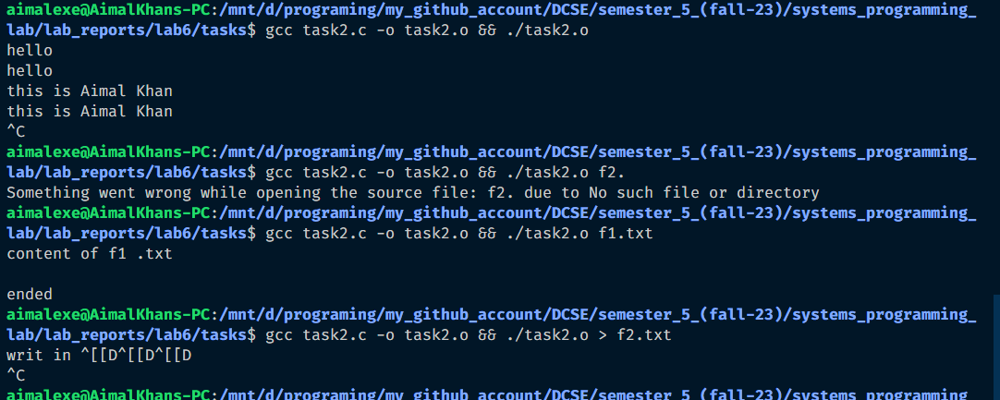 aimalexe@AimalKhans-PC:/mnt/d/programing/my_github_account/DCSE/semester_5_(fall-23)/systems_programming_
lab/lab_reports/lab6/tasks$ gcc task2.c -o task2.o && ./task2.o
hello
hello
this is Aimal Khan
this is Aimal Khan
^C
aimalexe@AimalKhans-PC:/mnt/d/programing/my_github_account/DCSE/semester_5_(fall-23)/systems_programming_
lab/lab_reports/lab6/tasks$ gcc task2.c -o task2.o && ./task2.o f2.
Something went wrong while opening the source file: f2. due to No such file or directory
aimalexe@AimalKhans-PC:/mnt/d/programing/my_github_account/DCSE/semester_5_(fall-23)/systems_programming_
lab/lab_reports/lab6/tasks$ gcc task2.c -o task2.o && ./task2.o f1.txt
content of f1 .txt

ended
aimalexe@AimalKhans-PC:/mnt/d/programing/my_github_account/DCSE/semester_5_(fall-23)/systems_programming_
lab/lab_reports/lab6/tasks$ gcc task2.c -o task2.o && ./task2.o > f2.txt
writ in ^[[D^[[D^[[D
^C
aimalexe@AimalKhans-PC:/mnt/d/programing/my_github_account/DCSE/semester_5_(fall-23)/systems_programming_